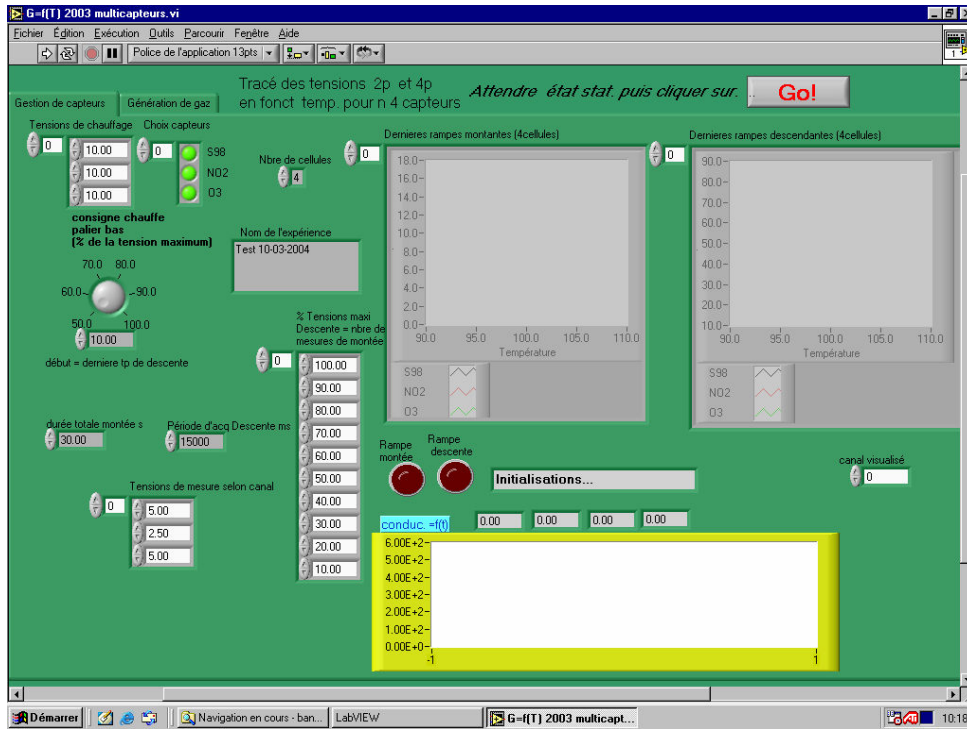 G=f(T) 2003 multicapteurs.vi
Fichier Édition Exécution Outils Parcourir Fenêtre Aide
Police de l'application 13pts
Tracé des tensions 2p et 4p
en fonct temp. pour n 4 capteurs
Attendre état stat. puis cliquer sur. ...
Go!
Gestion de capteurs
Génération de gaz
Tensions de chauffage
Choix capteurs
0
10.00
10.00
10.00
0
S98
NO2
O3
Nbre de cellules
4
consigne chauffe
palier bas
(% de la tension maximum)
70.0 80.0
60.0 90.0
50.0 100.0
10.00
début = derniere tp de descente
Nom de l'expérience
Test 10-03-2004
% Tensions maxi
Descente = nbre de
mesures de montée
0
100.00
90.00
80.00
70.00
60.00
50.00
40.00
30.00
20.00
10.00
durée totale montée s
30.00
Période d'acq Descente ms
15000
Tensions de mesure selon canal
0
5.00
2.50
5.00
Dernieres rampes montantes (4cellules)
0
18.0
16.0
14.0
12.0
10.0
8.0
6.0
4.0
2.0
0.0
90.0 95.0 100.0 105.0 110.0
Température
S98
NO2
O3
Dernieres rampes descendantes (4cellules)
0
90.0
80.0
70.0
60.0
50.0
40.0
30.0
20.0
10.0
90.0 95.0 100.0 105.0 110.0
Température
S98
NO2
O3
Rampe
montée
Rampe
descente
Initialisations...
canal visualisé
0
conduc. =f(t)
0.00 0.00 0.00 0.00
6.00E+2
5.00E+2
4.00E+2
3.00E+2
2.00E+2
1.00E+2
0.00E+0
-1 1
Démarrer
Navigation en cours - ban...
LabVIEW
G=f(T) 2003 multicapt...
10:18